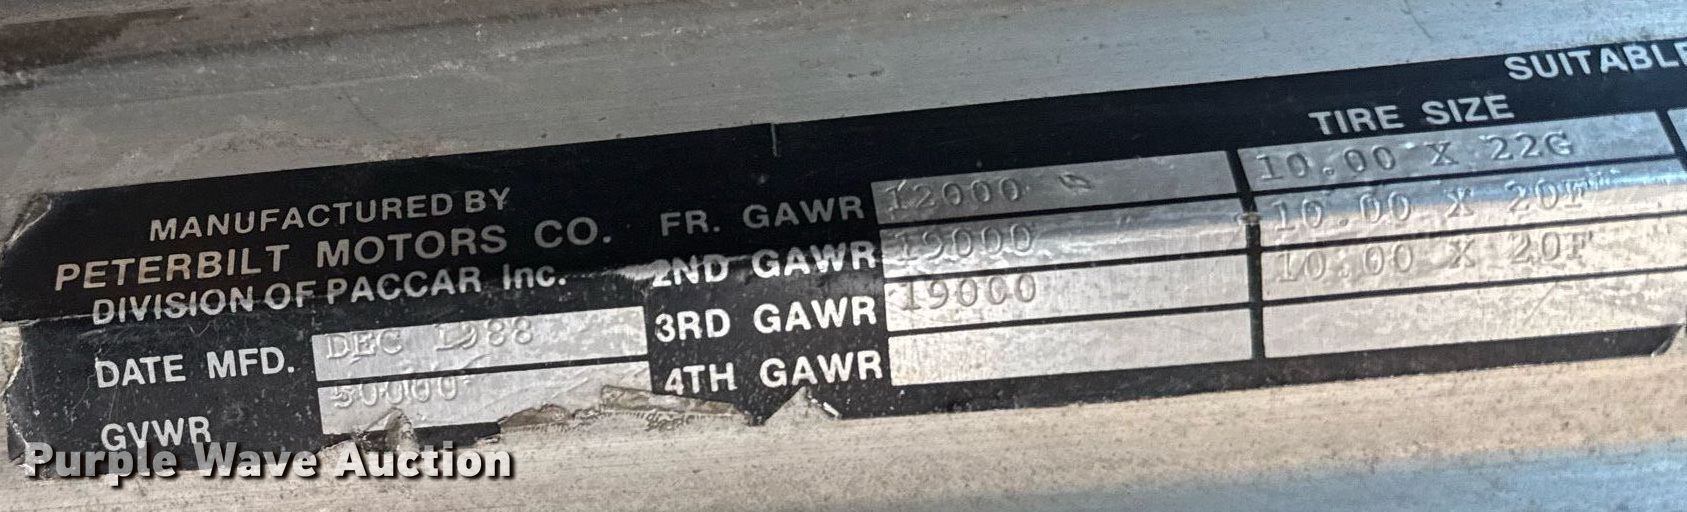 SUITABLE
TIRE SIZE
MANUFACTURED BY
PETERBILT MOTORS CO.
DIVISION OF PACCAR Inc.
DATE MFD. DEC 1988
GVWR 50000
FR. GAWR 12000 10.00 X 22G
2ND GAWR 19000 10.00 X 20F
3RD GAWR 19000 10.00 X 20F
4TH GAWR
Purple Wave Auction